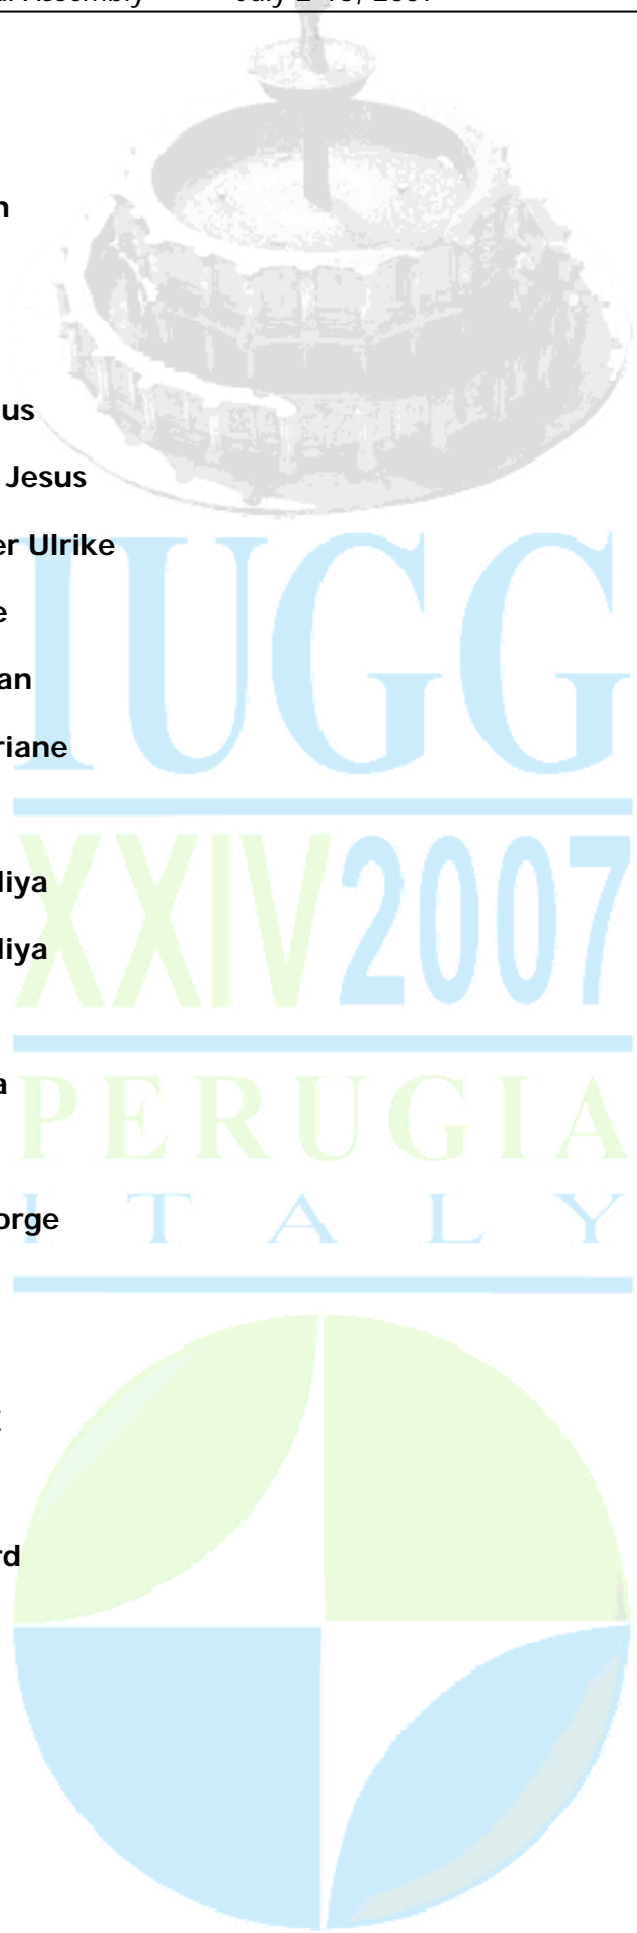 Assembly
July 2-13, 2007
us
Jesus
er Ulrike
e
an
riane
IUGG
liya
XXIV2007
liya
a
PERUGIA
orge
ITALY
rd